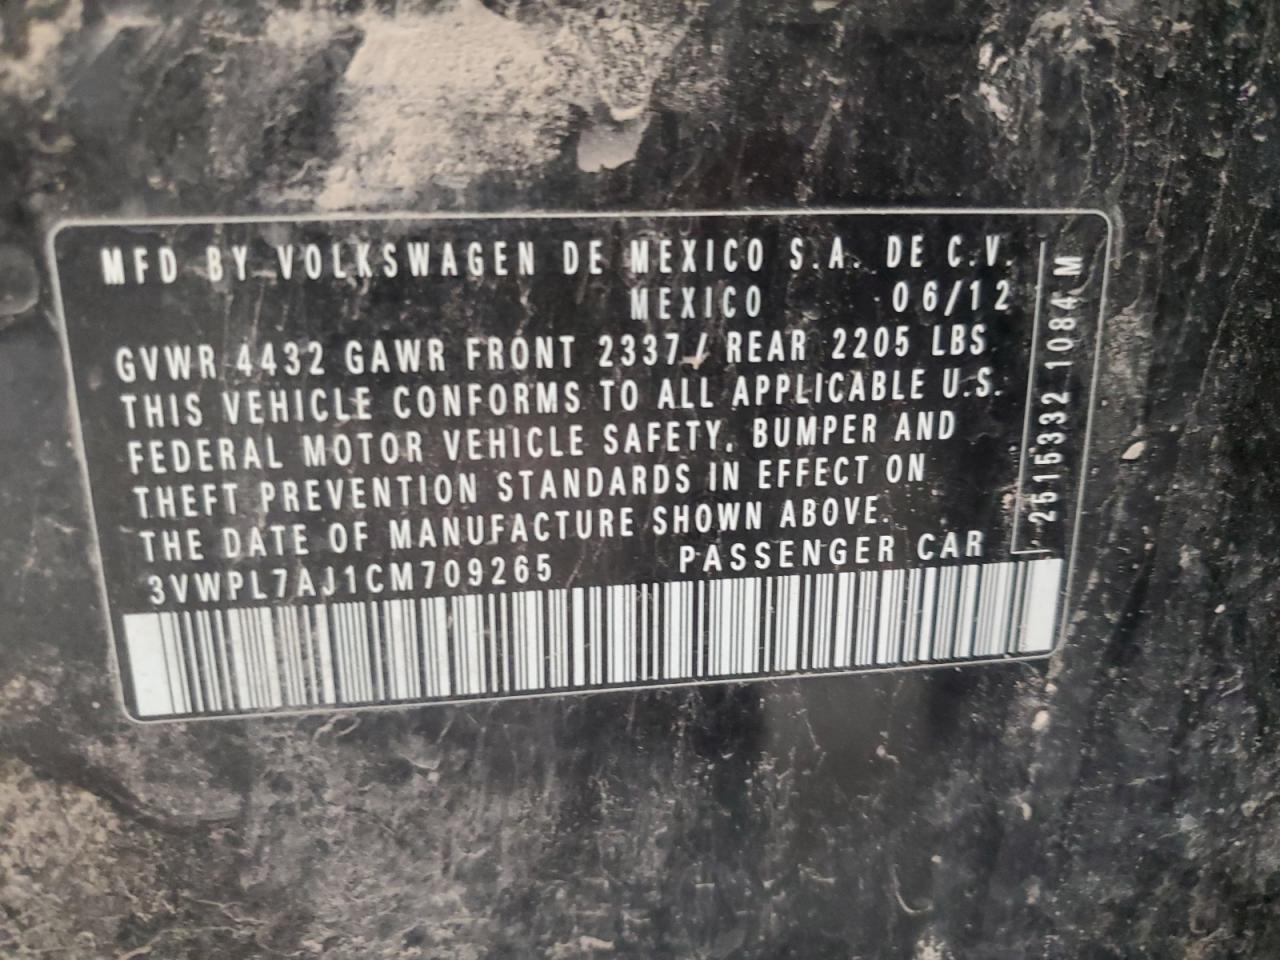 MFD BY VOLKSWAGEN DE MEXICO S.A. DE C.V.
MEXICO 06/12
GVWR 4432 GAWR FRONT 2337/ REAR 2205 LBS
THIS VEHICLE CONFORMS TO ALL APPLICABLE U.S.
FEDERAL MOTOR VEHICLE SAFETY, BUMPER AND
THEFT PREVENTION STANDARDS IN EFFECT ON
THE DATE OF MANUFACTURE SHOWN ABOVE.
3VWPL7AJ1CM709265 PASSENGER CAR
2515332 1084 M